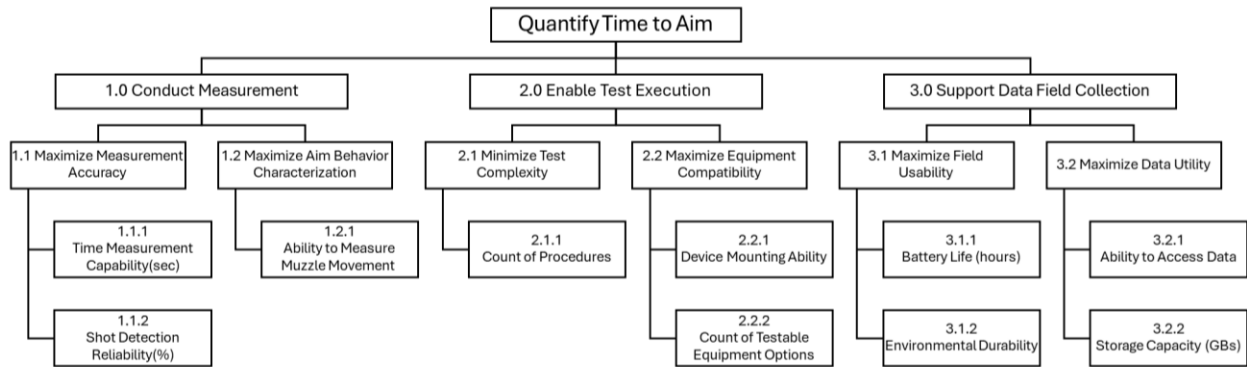 Quantify Time to Aim
1.0 Conduct Measurement
2.0 Enable Test Execution
3.0 Support Data Field Collection
1.1 Maximize Measurement
Accuracy
1.2 Maximize Aim Behavior
Characterization
2.1 Minimize Test
Complexity
2.2 Maximize Equipment
Compatibility
3.1 Maximize Field
Usability
3.2 Maximize Data Utility
1.1.1
Time Measurement
Capability(sec)
1.2.1
Ability to Measure
Muzzle Movement
2.1.1
Count of Procedures
2.2.1
Device Mounting Ability
3.1.1
Battery Life (hours)
3.2.1
Ability to Access Data
1.1.2
Shot Detection
Reliability(%)
2.2.2
Count of Testable
Equipment Options
3.1.2
Environmental Durability
3.2.2
Storage Capacity (GBs)